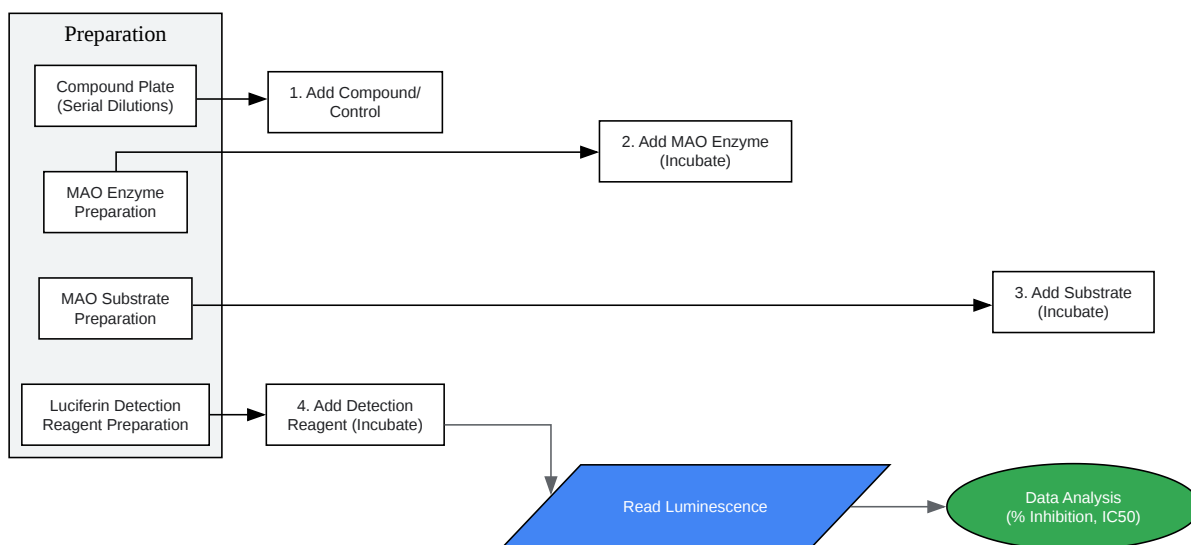 Preparation
Compound Plate
(Serial Dilutions)
1. Add Compound/
Control
2. Add MAO Enzyme
(Incubate)
MAO Enzyme
Preparation
MAO Substrate
Preparation
3. Add Substrate
(Incubate)
Luciferin Detection
Reagent Preparation
4. Add Detection
Reagent (Incubate)
Read Luminescence
Data Analysis
(% Inhibition, IC50)